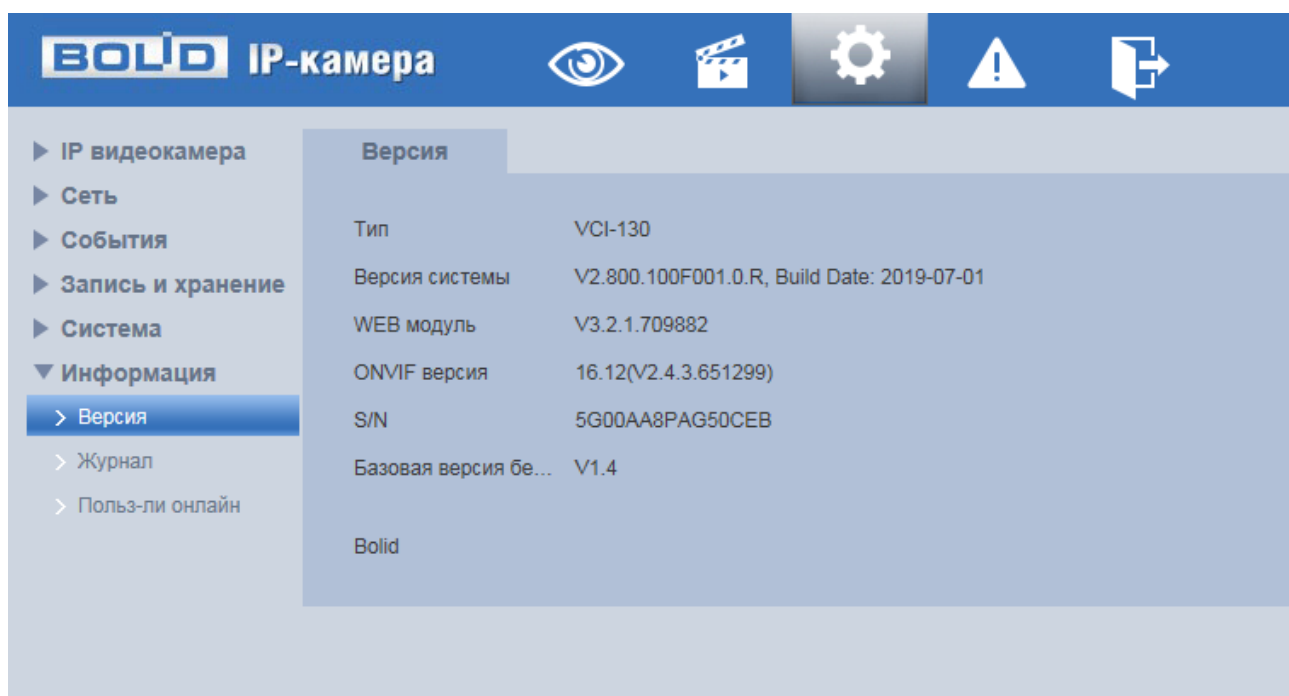 BOLID IP-камера
IP видеокамера
Сеть
События
Запись и хранение
Система
Информация
Версия
Журнал
Польз-ли онлайн
Версия
Тип VCI-130
Версия системы V2.800.100F001.0.R, Build Date: 2019-07-01
WEB модуль V3.2.1.709882
ONVIF версия 16.12(V2.4.3.651299)
S/N 5G00AA8PAG50CEB
Базовая версия бе... V1.4
Bolid